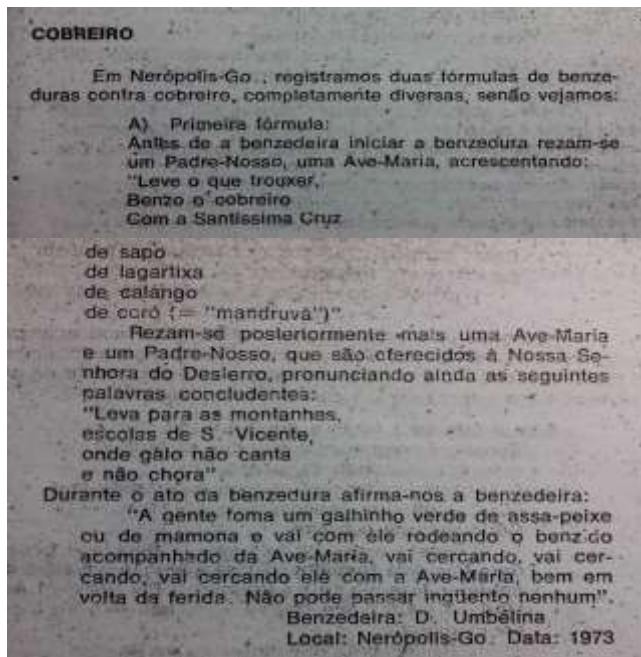 COBREIRO
Em Nerópolis-Go., registramos duas fórmulas de benze-
duras contra cobreiro, completamente diversas, senão vejamos:
A) Primeira fórmula:
Antes de a benzedeira iniciar a benzedura rezam-se
um Padre-Nosso, uma Ave-Maria, acrescentando:
"Leve o que trouxer,
Benzo o cobreiro
Com a Santíssima Cruz
de sapo
de lagartixa
de calango
de coró (= "mandruvá")".
Rezam-se posteriormente mais uma Ave-Maria
e um Padre-Nosso, que são oferecidos à Nossa Se-
nhora do Desterro, pronunciando ainda as seguintes
palavras concludentes:
"Leva para as montanhas,
escolas de S. Vicente,
onde galo não canta
e não chora".
Durante o ato da benzedura afirma-nos a benzedeira:
"A gente toma um galhinho verde de assa-peixe
ou de mamona e vai com ele rodeando o benzido
acompanhado da Ave-Maria, vai cercando, vai cer-
cando, vai cercando ele com a Ave-Maria, bem em
volta da ferida. Não pode passar ingüento nenhum".
Benzedeira: D. Umbelina
Local: Nerópolis-Go. Data: 1973